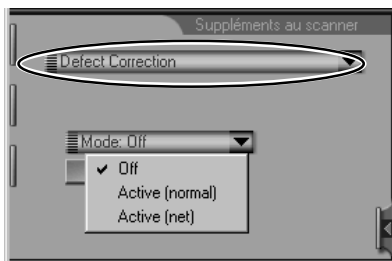 Suppléments au scanner
Defect Correction
Mode: Off
Off
Active (normal)
Active (net)